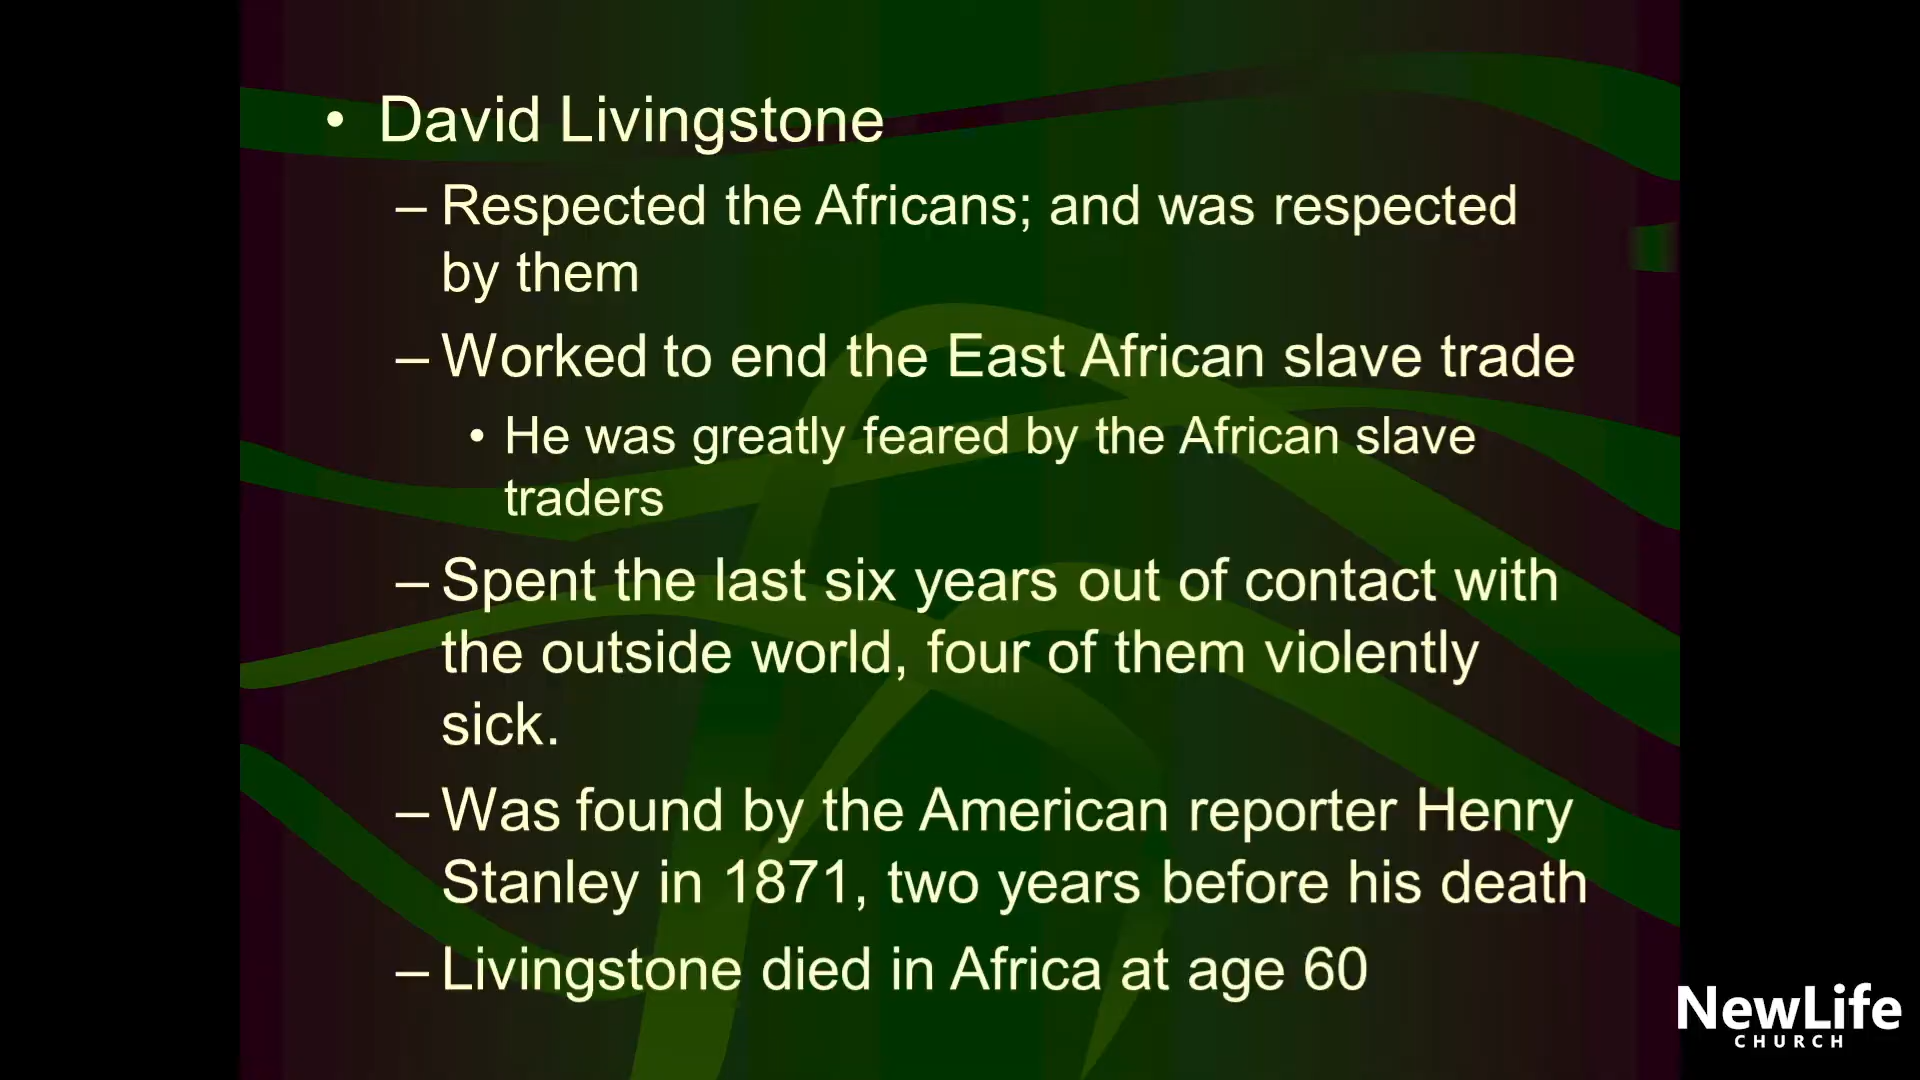 • David Livingstone
– Respected the Africans; and was respected
by them
– Worked to end the East African slave trade
• He was greatly feared by the African slave
traders
– Spent the last six years out of contact with
the outside world, four of them violently
sick.
– Was found by the American reporter Henry
Stanley in 1871, two years before his death
– Livingstone died in Africa at age 60
NewLife
CHURCH